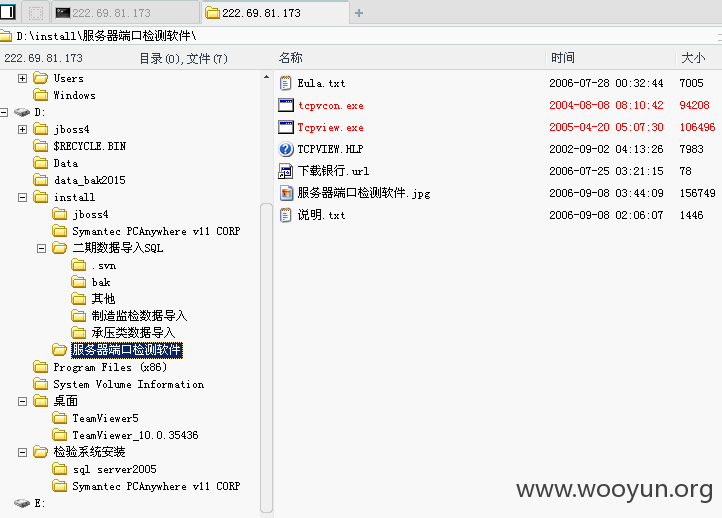 222.69.81.173 222.69.81.173 +
D:\install\服务器端口检测软件\
222.69.81.173 目录(0),文件(7) 名称 时间 大小
Users
Windows
D:
jboss4
$RECYCLE.BIN
Data
data_bak2015
install
jboss4
Symantec PCAnywhere v11 CORP
二期数据导入SQL
.svn
bak
其他
制造监检数据导入
承压类数据导入
服务器端口检测软件
Program Files (x86)
System Volume Information
桌面
TeamViewer5
TeamViewer_10.0.35436
检验系统安装
sql server2005
Symantec PCAnywhere v11 CORP
E:
Eula.txt 2006-07-28 00:32:44 7005
tcpvcon.exe 2004-08-08 08:10:42 94208
Tcpview.exe 2005-04-20 05:07:30 106496
TCPVIEW.HLP 2002-09-02 04:13:26 7983
下载银行.url 2006-07-25 03:21:15 78
服务器端口检测软件.jpg 2006-09-08 03:44:09 156749
说明.txt 2006-09-08 02:06:07 1446
www.wooyun.org